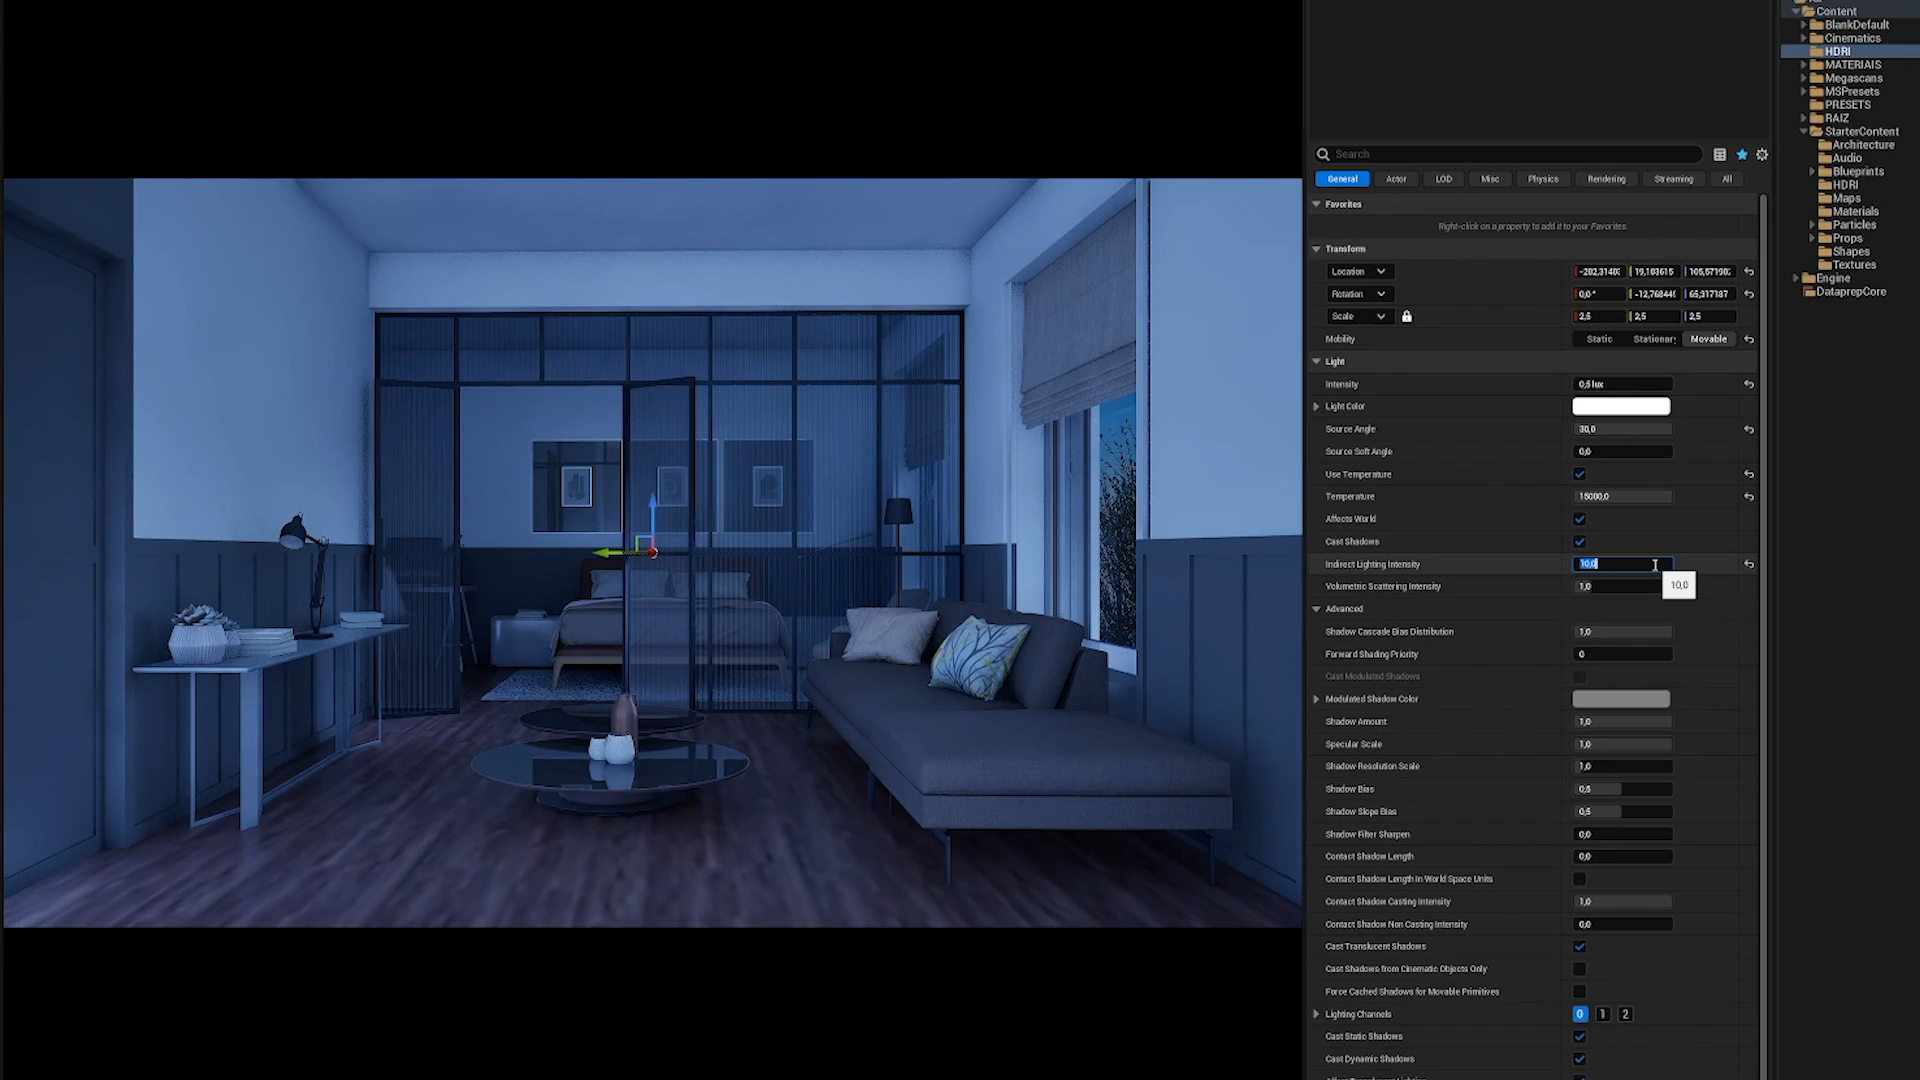 Search
General Actor LOD Misc Physics Rendering Streaming All
Favorites
Right-click on a property to add it to your Favorites.
Transform
Location 19,103615
Rotation 0,0° 65,317187
Scale 2,5 2,5 2,5
Mobility Static Stationary Movable
Light
Intensity 0,5 lux
Light Color
Source Angle 30,0
Source Soft Angle 0,0
Use Temperature
Temperature 15000,0
Affects World
Cast Shadows
Indirect Lighting Intensity 10,0
10,0
Volumetric Scattering Intensity 1,0
Advanced
Shadow Cascade Bias Distribution 1,0
Forward Shading Priority 0
Cast Modulated Shadows
Modulated Shadow Color
Shadow Amount 1,0
Specular Scale 1,0
Shadow Resolution Scale 1,0
Shadow Bias 0,5
Shadow Slope Bias 0,5
Shadow Filter Sharpen 0,0
Contact Shadow Length 0,0
Contact Shadow Length In World Space Units
Contact Shadow Casting Intensity 1,0
Contact Shadow Non Casting Intensity 0,0
Cast Translucent Shadows
Cast Shadows from Cinematic Objects Only
Force Cached Shadows for Movable Primitives
Lighting Channels 0 1 2
Cast Static Shadows
Cast Dynamic Shadows
Content
BlankDefault
Cinematics
HDRI
MATERIAIS
Megascans
MSPresets
PRESETS
RAIZ
StarterContent
Architecture
Audio
Blueprints
HDRI
Maps
Materials
Particles
Props
Shapes
Textures
Engine
DataprepCore